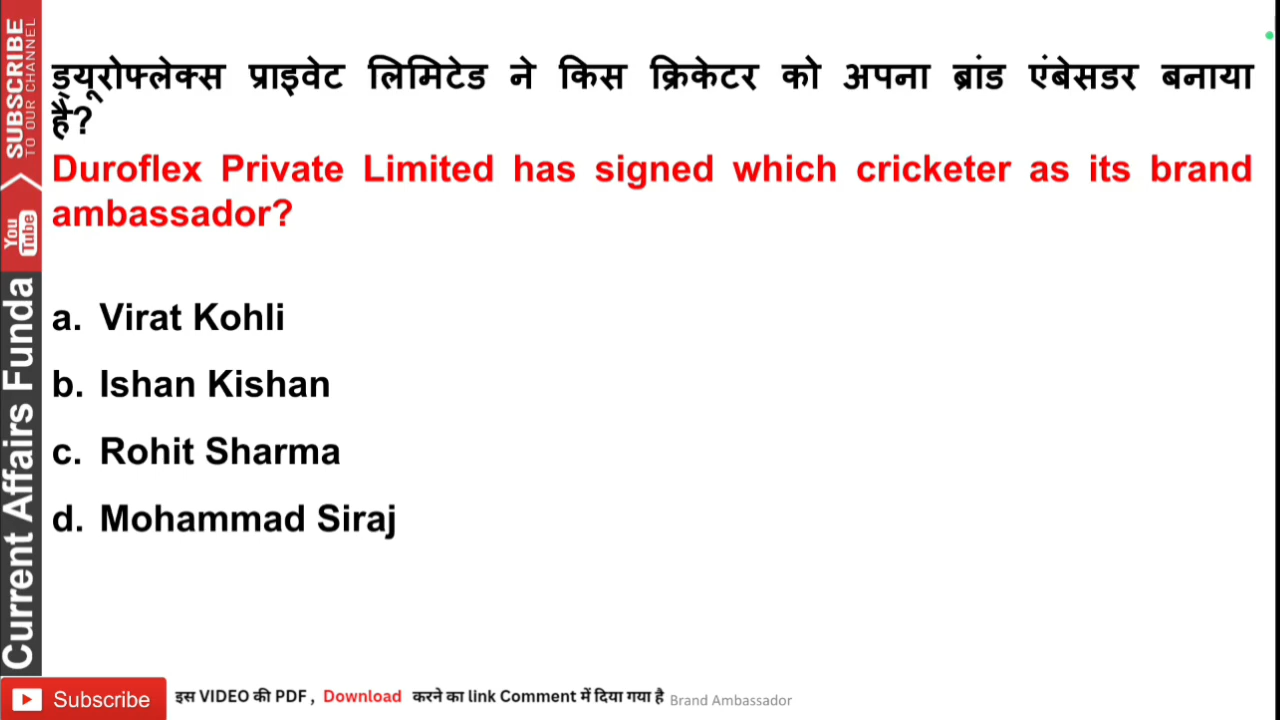 ड्यूरोफ्लेक्स प्राइवेट लिमिटेड ने किस क्रिकेटर को अपना ब्रांड एंबेसडर बनाया
है?
Duroflex Private Limited has signed which cricketer as its brand
ambassador?
a. Virat Kohli
b. Ishan Kishan
c. Rohit Sharma
d. Mohammad Siraj
SUBSCRIBE
TO OUR CHANNEL
You
Tube
Current Affairs Funda
Subscribe
इस VIDEO की PDF , Download करने का link Comment में दिया गया है
Brand Ambassador